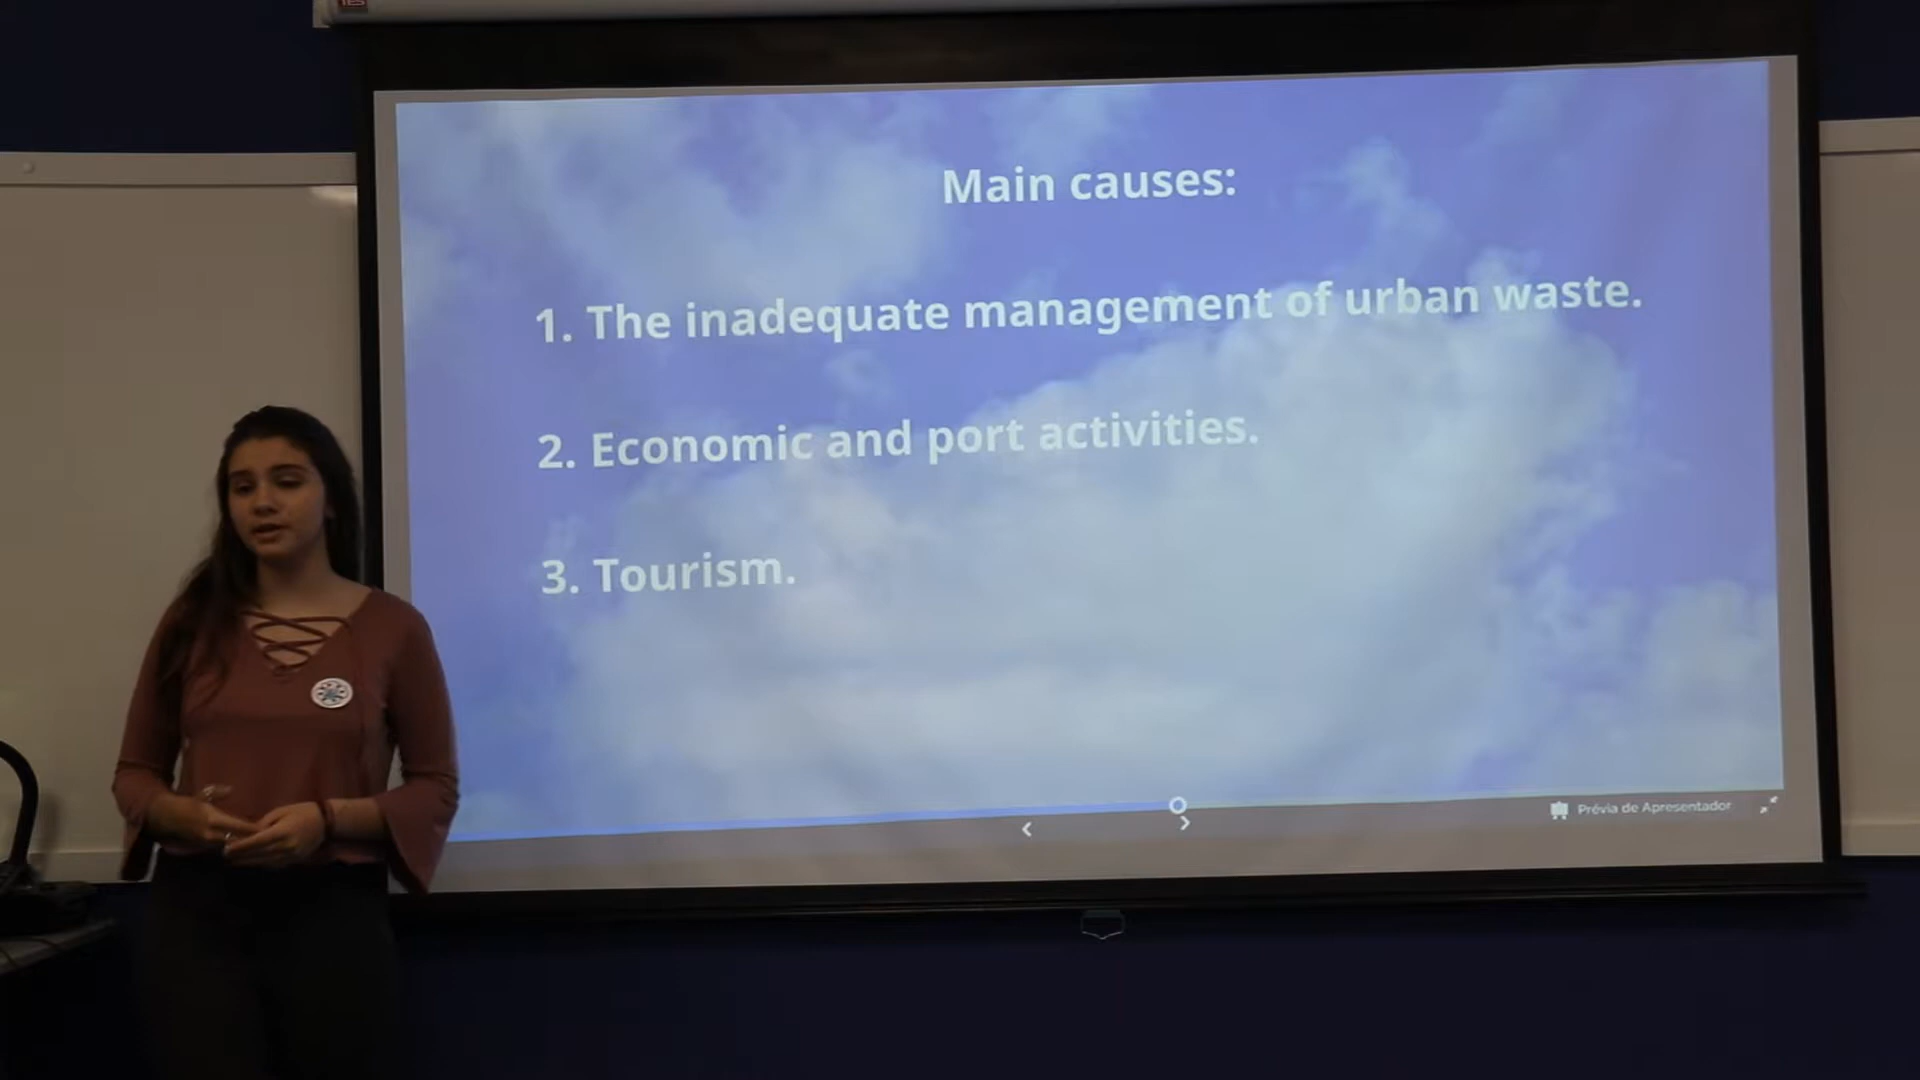 Main causes:
1. The inadequate management of urban waste.
2. Economic and port activities.
3. Tourism.
Prévia de Apresentador